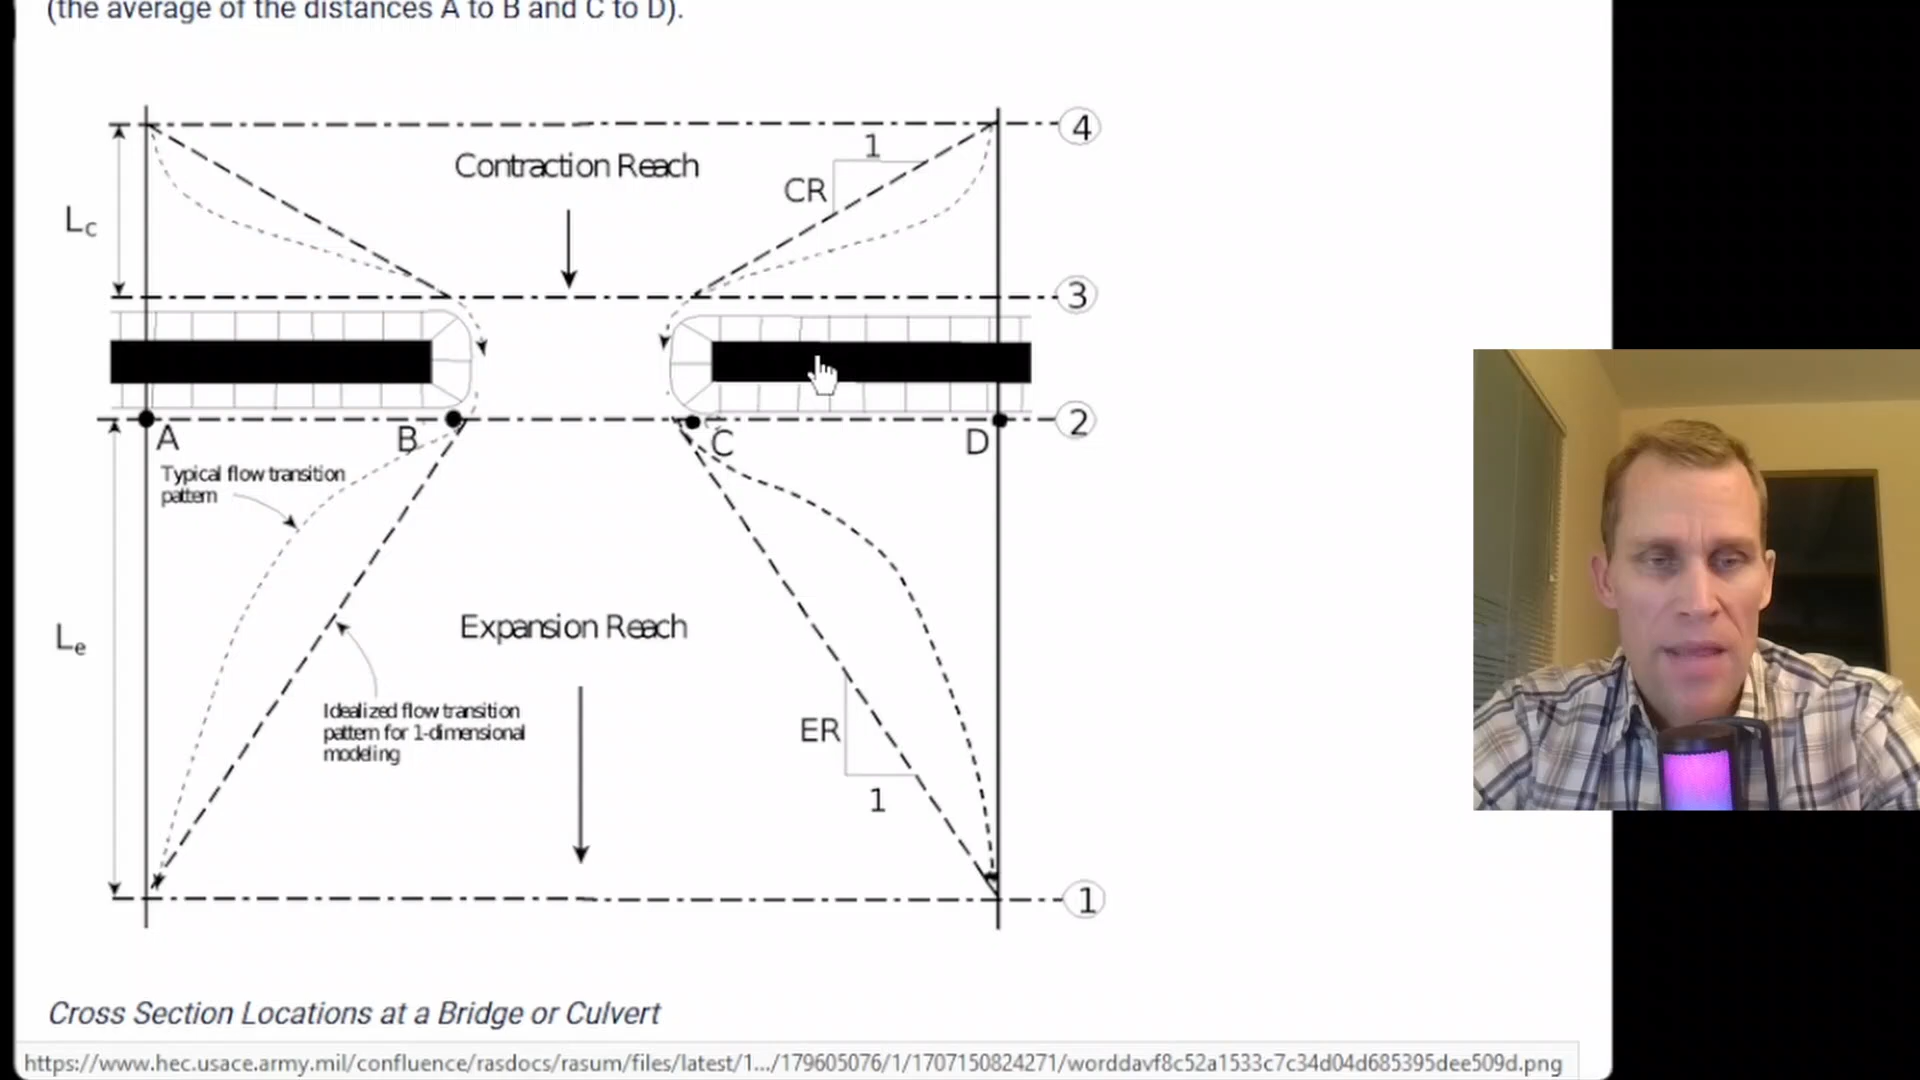 (the average of the distances A to B and C to D).
4
1
Contraction Reach
CR
Lc
3
2
A
B
C
D
Typical flow transition
pattern
Expansion Reach
Le
Idealized flow transition
pattern for 1-dimensional
modeling
ER
1
1
Cross Section Locations at a Bridge or Culvert
https://www.hec.usace.army.mil/confluence/rasdocs/rasum/files/latest/1.../179605076/1/1707150824271/worddavf8c52a1533c7c34d04d685395dee509d.png